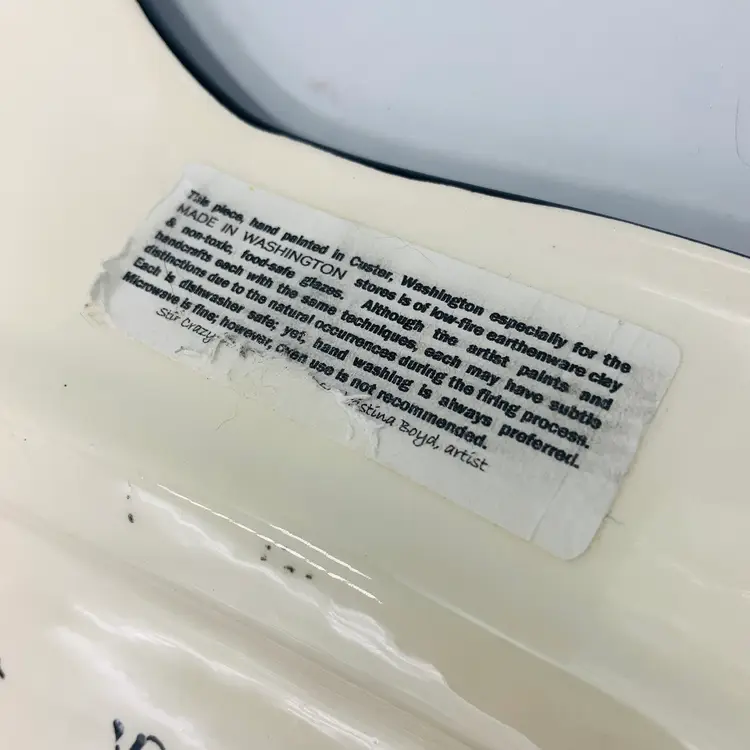 This piece, hand painted in Coster, Washington especially for the
MADE IN WASHINGTON stores is of low-fire earthenware clay
& non-toxic, food-safe glazes. Although the artist paints and
handcrafts each with the same techniques, each may have subtle
distinctions due to the natural occurrences during the firing process.
Each is dishwasher safe; yet, hand washing is always preferred.
Microwave is fine; however, oven use is not recommended.
Stir Crazy astina Boyd, artist